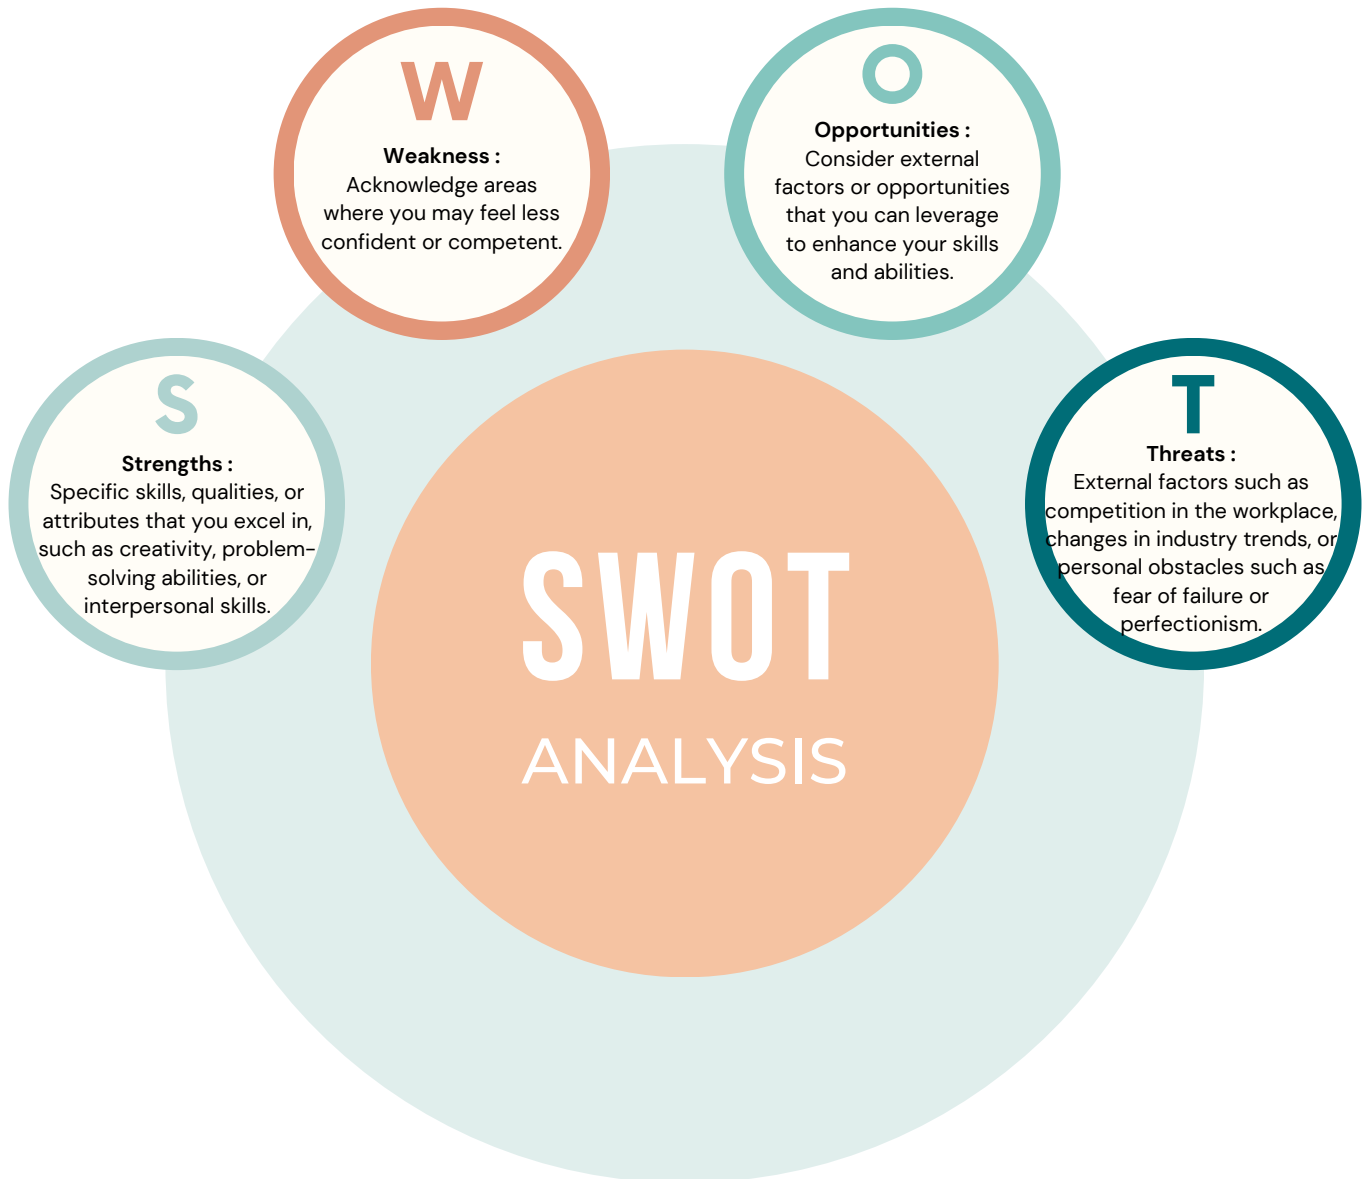 S
Strengths :
Specific skills, qualities, or
attributes that you excel in,
such as creativity, problem-
solving abilities, or
interpersonal skills.
W
Weakness :
Acknowledge areas
where you may feel less
confident or competent.
O
Opportunities :
Consider external
factors or opportunities
that you can leverage
to enhance your skills
and abilities.
T
Threats :
External factors such as
competition in the workplace,
changes in industry trends, or
personal obstacles such as
fear of failure or
perfectionism.
SWOT
ANALYSIS